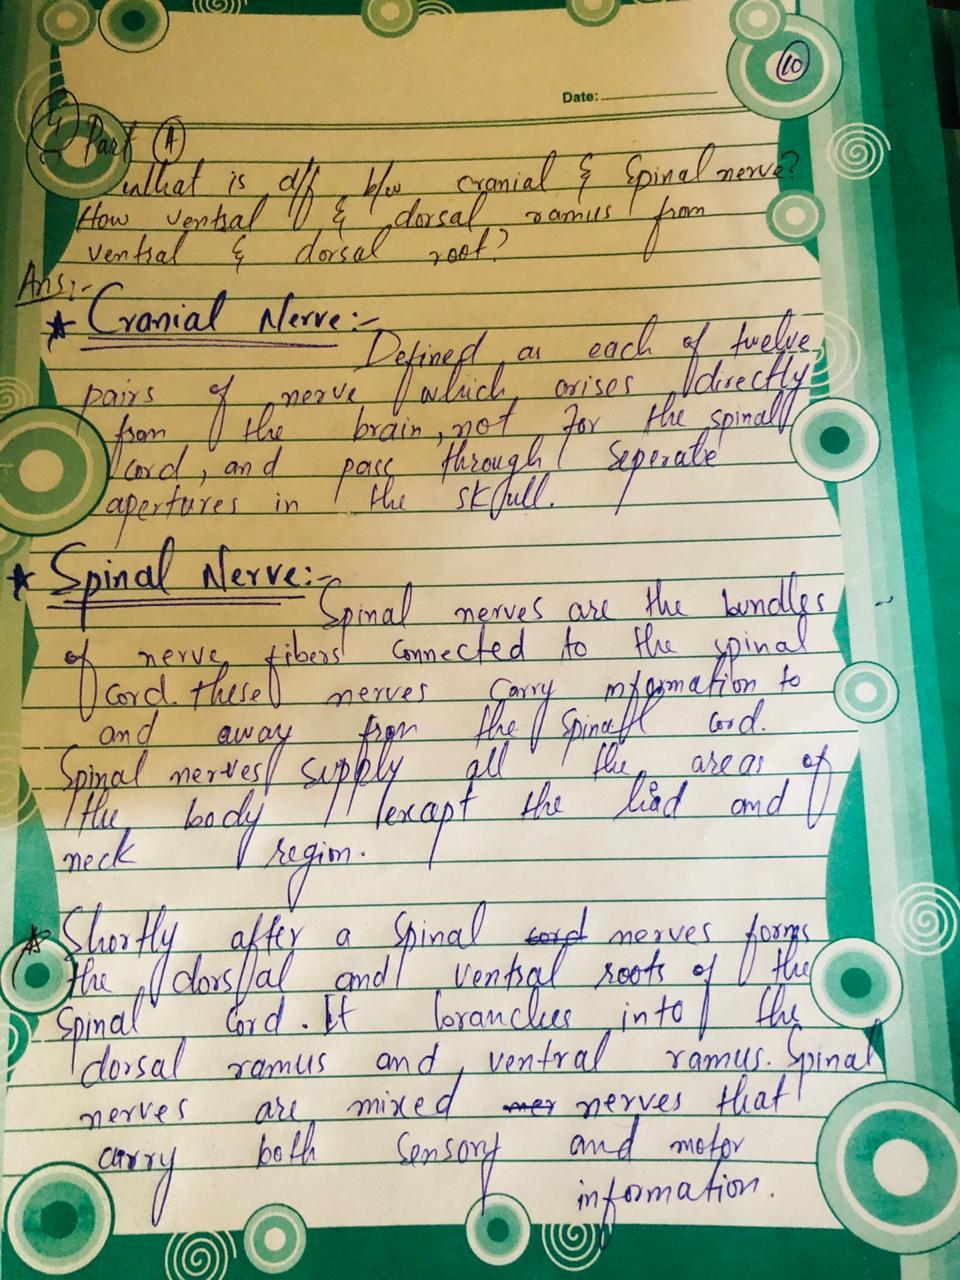 10
Date:
4) Part A
What is d/f b/w cranial & Spinal nerve?
How ventral & dorsal ramus from
ventral & dorsal root?
Ans:-
★ Cranial Nerve:-
Defined as each of twelve
pairs of nerve which arises directly
from the brain, not for the spinal
cord, and pass through seperate
apertures in the skull.
★ Spinal Nerve:-
Spinal nerves are the bundles
of nerve fibers connected to the spinal
cord. these nerves carry information to
and away from the spinal cord.
Spinal nerves supply all the areas of
the body except the head and
neck region.
★ Shortly after a Spinal cord nerves forms
the dorsal and ventral roots of the
Spinal Cord. It branches into the
dorsal ramus and ventral ramus. Spinal
nerves are mixed nerves that
carry both Sensory and motor
information.